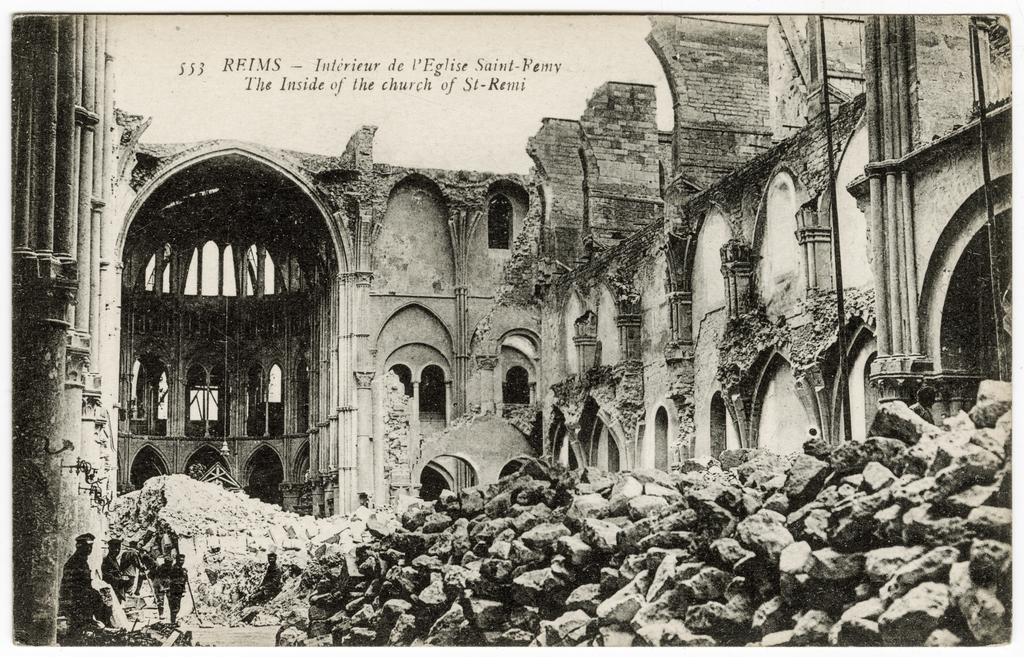 553 REIMS – Intérieur de l'Eglise Saint-Remy
The Inside of the church of St-Remi